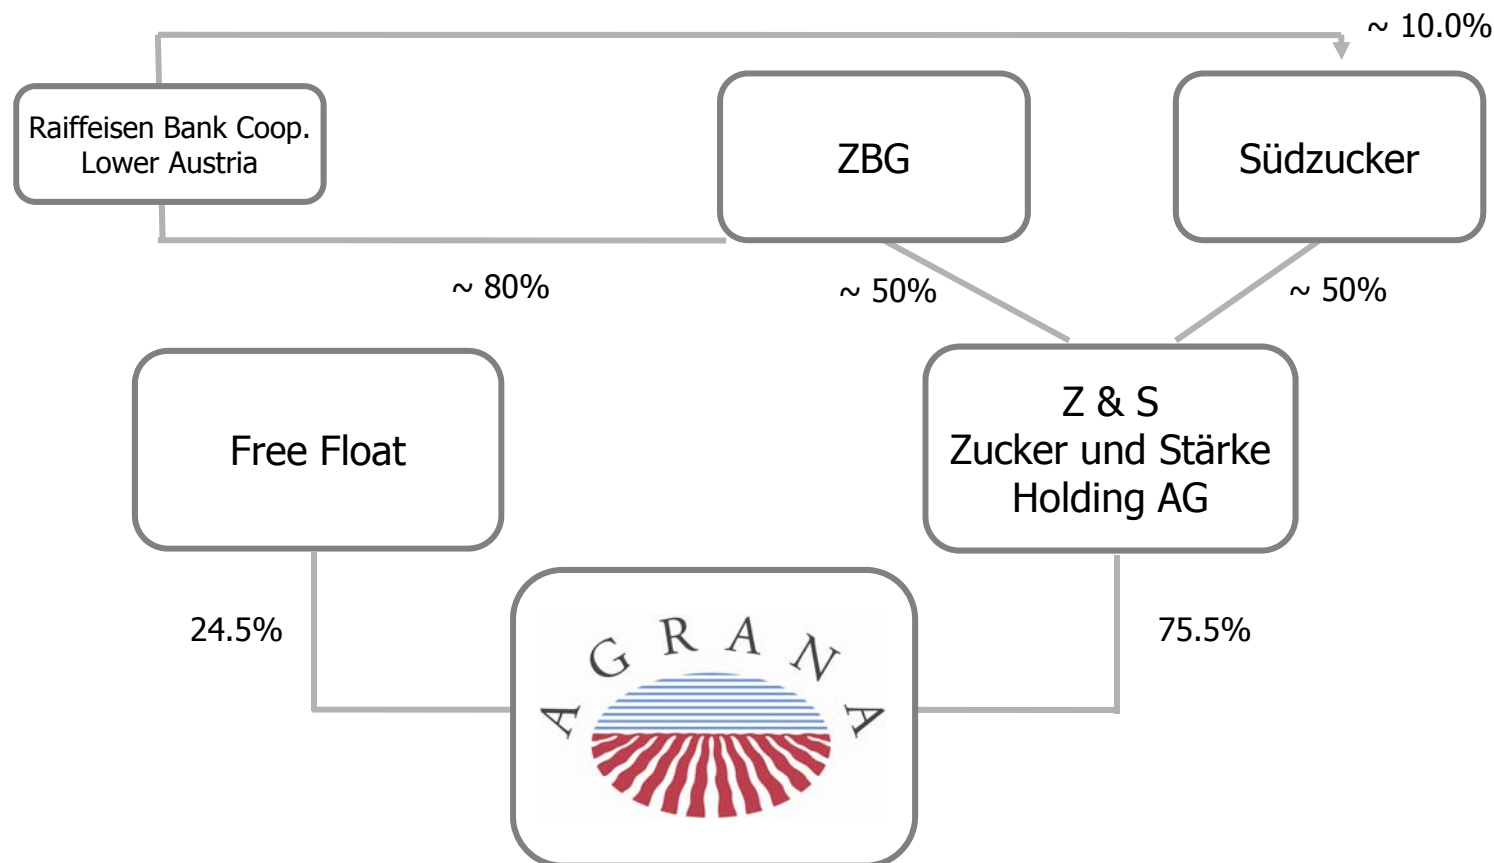 ~ 10.0%
Raiffeisen Bank Coop.
Lower Austria
ZBG
Südzucker
~ 80%
~ 50%
~ 50%
Free Float
Z & S
Zucker und Stärke
Holding AG
24.5%
75.5%
AGRANA